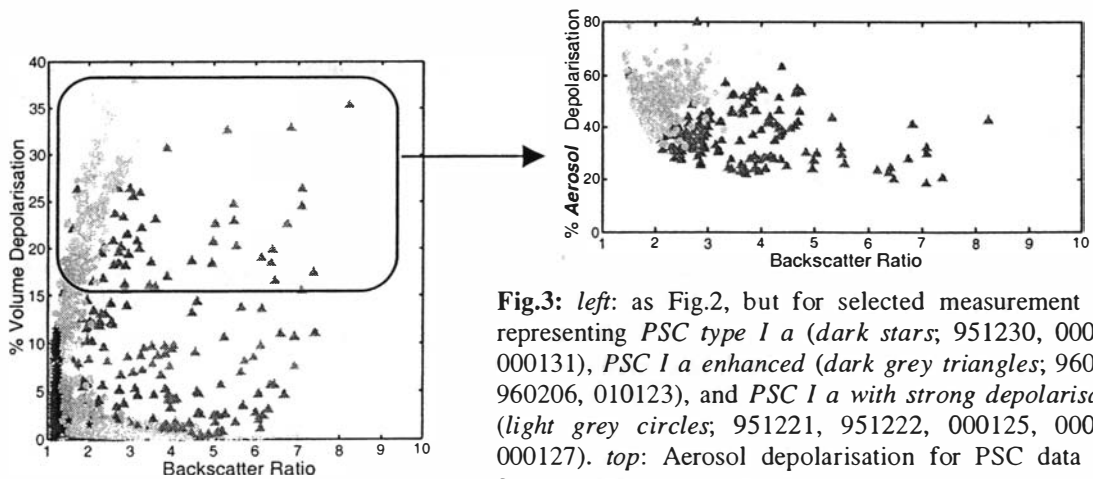 40
35
30
25
20
15
10
5
0
% Volume Depolarisation
1 2 3 4 5 6 7 8 9 10
Backscatter Ratio
80
60
40
20
0
% Aerosol Depolarisation
1 2 3 4 5 6 7 8 9 10
Backscatter Ratio
Fig.3: left: as Fig.2, but for selected measurement
representing PSC type I a (dark stars; 951230, 000
000131), PSC I a enhanced (dark grey triangles; 960
960206, 010123), and PSC I a with strong depolarisa
(light grey circles; 951221, 951222, 000125, 000
000127). top: Aerosol depolarisation for PSC data